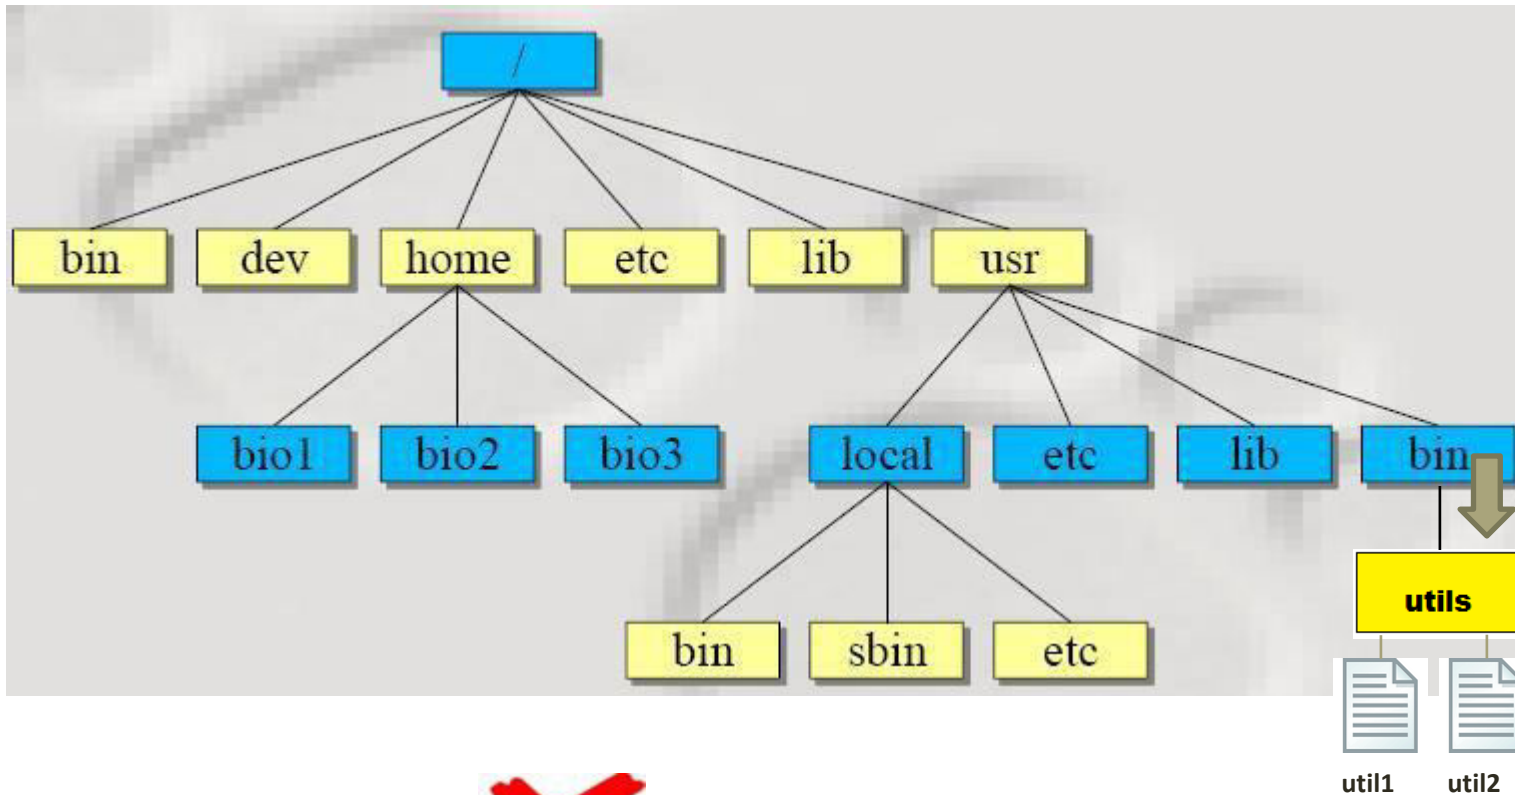 /
bin dev home etc lib usr
bio1 bio2 bio3 local etc lib bin
utils
bin sbin etc
util1 util2